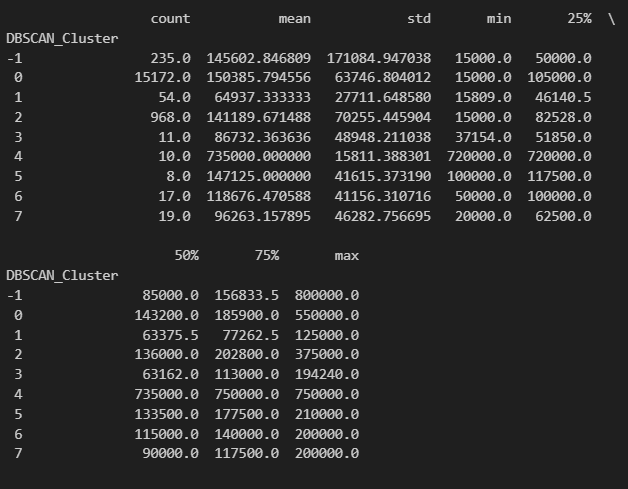 count mean std min 25% \
DBSCAN_Cluster
-1 235.0 145602.846809 171084.947038 15000.0 50000.0
0 15172.0 150385.794556 63746.804012 15000.0 105000.0
1 54.0 64937.333333 27711.648580 15809.0 46140.5
2 968.0 141189.671488 70255.445904 15000.0 82528.0
3 11.0 86732.363636 48948.211038 37154.0 51850.0
4 10.0 735000.000000 15811.388301 720000.0 720000.0
5 8.0 147125.000000 41615.373190 100000.0 117500.0
6 17.0 118676.470588 41156.310716 50000.0 100000.0
7 19.0 96263.157895 46282.756695 20000.0 62500.0
50% 75% max
DBSCAN_Cluster
-1 85000.0 156833.5 800000.0
0 143200.0 185900.0 550000.0
1 63375.5 77262.5 125000.0
2 136000.0 202800.0 375000.0
3 63162.0 113000.0 194240.0
4 735000.0 750000.0 750000.0
5 133500.0 177500.0 210000.0
6 115000.0 140000.0 200000.0
7 90000.0 117500.0 200000.0